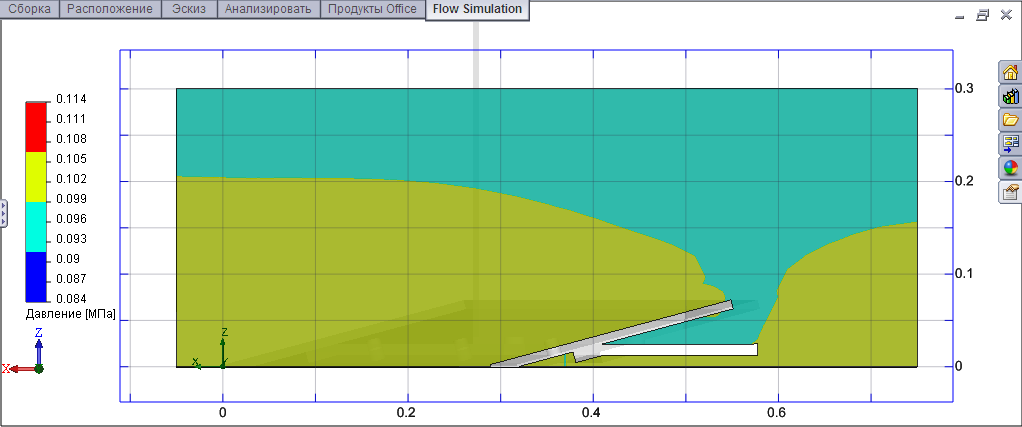 Сборка Расположение Эскиз Анализировать Продукты Office Flow Simulation
0.114
0.111
0.108
0.105
0.102
0.099
0.096
0.093
0.09
0.087
0.084
Давление [МПа]
Z
X
Z
X
Y
0.3
0.2
0.1
0
0
0.2
0.4
0.6